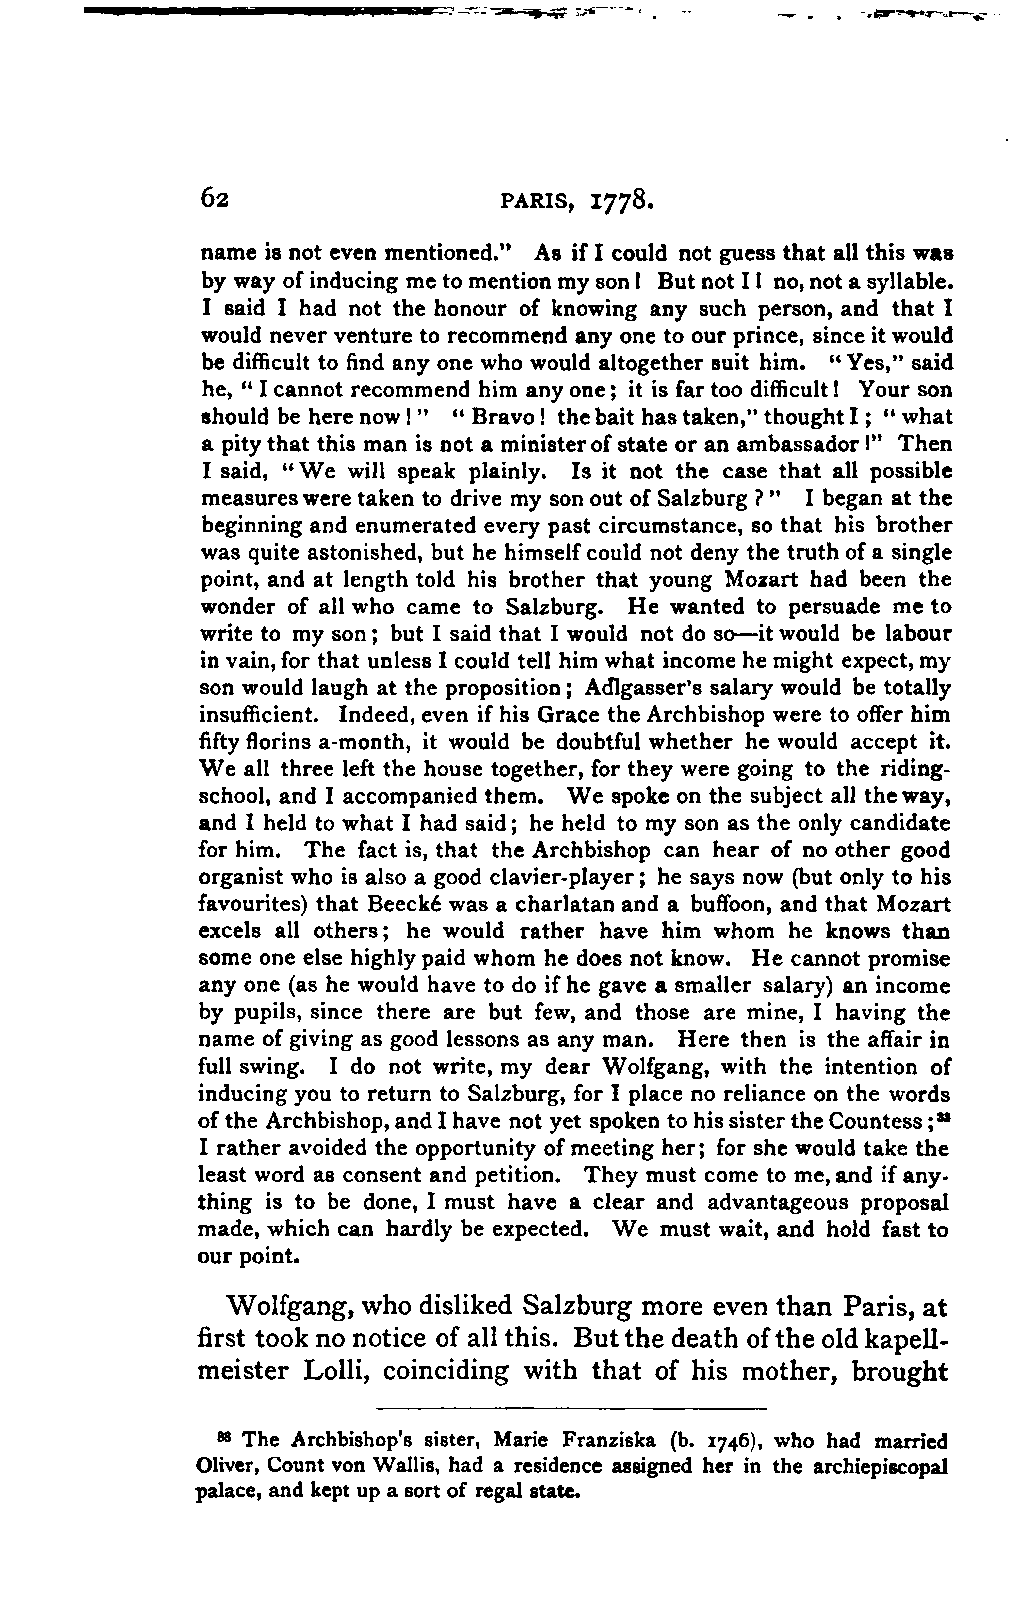 62 PARIS, 1778.
name is not even mentioned." As if I could not guess that all this was
by way of inducing me to mention my son! But not I! no, not a syllable.
I said I had not the honour of knowing any such person, and that I
would never venture to recommend any one to our prince, since it would
be difficult to find any one who would altogether suit him. "Yes," said
he, "I cannot recommend him any one; it is far too difficult! Your son
should be here now!" "Bravo! the bait has taken," thought I; "what
a pity that this man is not a minister of state or an ambassador!" Then
I said, "We will speak plainly. Is it not the case that all possible
measures were taken to drive my son out of Salzburg?" I began at the
beginning and enumerated every past circumstance, so that his brother
was quite astonished, but he himself could not deny the truth of a single
point, and at length told his brother that young Mozart had been the
wonder of all who came to Salzburg. He wanted to persuade me to
write to my son; but I said that I would not do so—it would be labour
in vain, for that unless I could tell him what income he might expect, my
son would laugh at the proposition; Adlgasser's salary would be totally
insufficient. Indeed, even if his Grace the Archbishop were to offer him
fifty florins a-month, it would be doubtful whether he would accept it.
We all three left the house together, for they were going to the riding-
school, and I accompanied them. We spoke on the subject all the way,
and I held to what I had said; he held to my son as the only candidate
for him. The fact is, that the Archbishop can hear of no other good
organist who is also a good clavier-player; he says now (but only to his
favourites) that Beecké was a charlatan and a buffoon, and that Mozart
excels all others; he would rather have him whom he knows than
some one else highly paid whom he does not know. He cannot promise
any one (as he would have to do if he gave a smaller salary) an income
by pupils, since there are but few, and those are mine, I having the
name of giving as good lessons as any man. Here then is the affair in
full swing. I do not write, my dear Wolfgang, with the intention of
inducing you to return to Salzburg, for I place no reliance on the words
of the Archbishop, and I have not yet spoken to his sister the Countess;³³
I rather avoided the opportunity of meeting her; for she would take the
least word as consent and petition. They must come to me, and if any-
thing is to be done, I must have a clear and advantageous proposal
made, which can hardly be expected. We must wait, and hold fast to
our point.
Wolfgang, who disliked Salzburg more even than Paris, at
first took no notice of all this. But the death of the old kapell-
meister Lolli, coinciding with that of his mother, brought
³³ The Archbishop's sister, Marie Franziska (b. 1746), who had married
Oliver, Count von Wallis, had a residence assigned her in the archiepiscopal
palace, and kept up a sort of regal state.